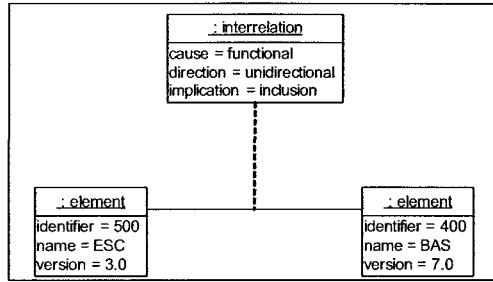 : interrelation
cause = functional
direction = unidirectional
implication = inclusion
: element
identifier = 500
name = ESC
version = 3.0
: element
identifier = 400
name = BAS
version = 7.0